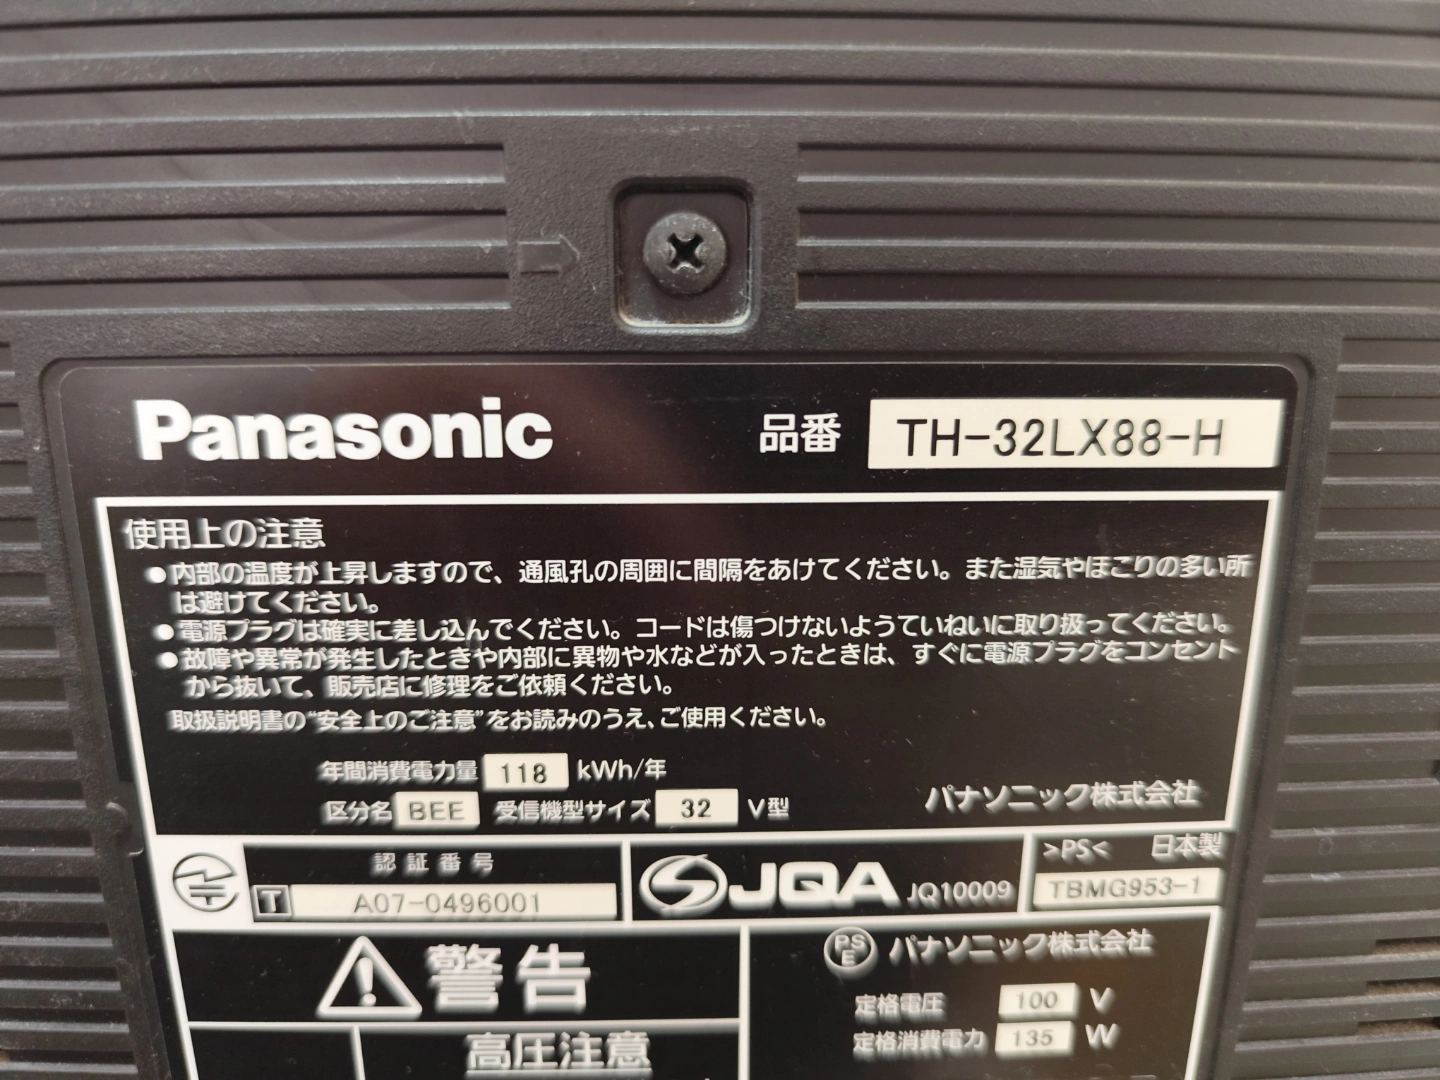 Panasonic 品番 TH-32LX88-H
使用上の注意
●内部の温度が上昇しますので、通風孔の周囲に間隔をあけてください。また湿気やほこりの多い所
は避けてください。
●電源プラグは確実に差し込んでください。コードは傷つけないようていねいに取り扱ってください。
●故障や異常が発生したときや内部に異物や水などが入ったときは、すぐに電源プラグをコンセント
から抜いて、販売店に修理をご依頼ください。
取扱説明書の"安全上のご注意"をお読みのうえ、ご使用ください。
年間消費電力量 118 kWh/年
区分名 BEE 受信機型サイズ 32 V型 パナソニック株式会社
認証番号
T A07-0496001
JQA JQ10009
>PS< 日本製
TBMG953-1
警告
高圧注意
PSE パナソニック株式会社
定格電圧 100 V
定格消費電力 135 W